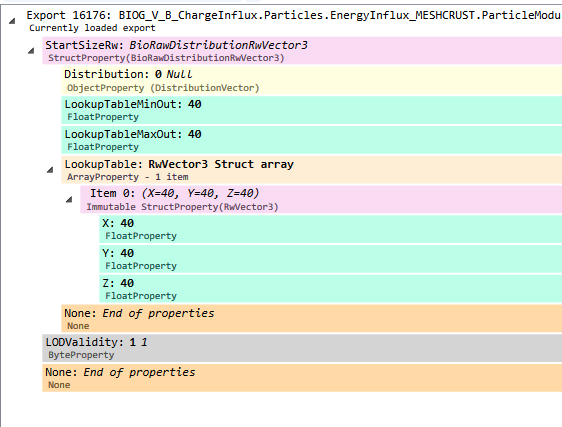 Export 16176: BIOG_V_B_ChargeInflux.Particles.EnergyInflux_MESHCRUST.ParticleModu
Currently loaded export
StartSizeRw: BioRawDistributionRwVector3
StructProperty(BioRawDistributionRwVector3)
Distribution: 0 Null
ObjectProperty (DistributionVector)
LookupTableMinOut: 40
FloatProperty
LookupTableMaxOut: 40
FloatProperty
LookupTable: RwVector3 Struct array
ArrayProperty - 1 item
Item 0: (X=40, Y=40, Z=40)
Immutable StructProperty(RwVector3)
X: 40
FloatProperty
Y: 40
FloatProperty
Z: 40
FloatProperty
None: End of properties
None
LODValidity: 1 1
ByteProperty
None: End of properties
None